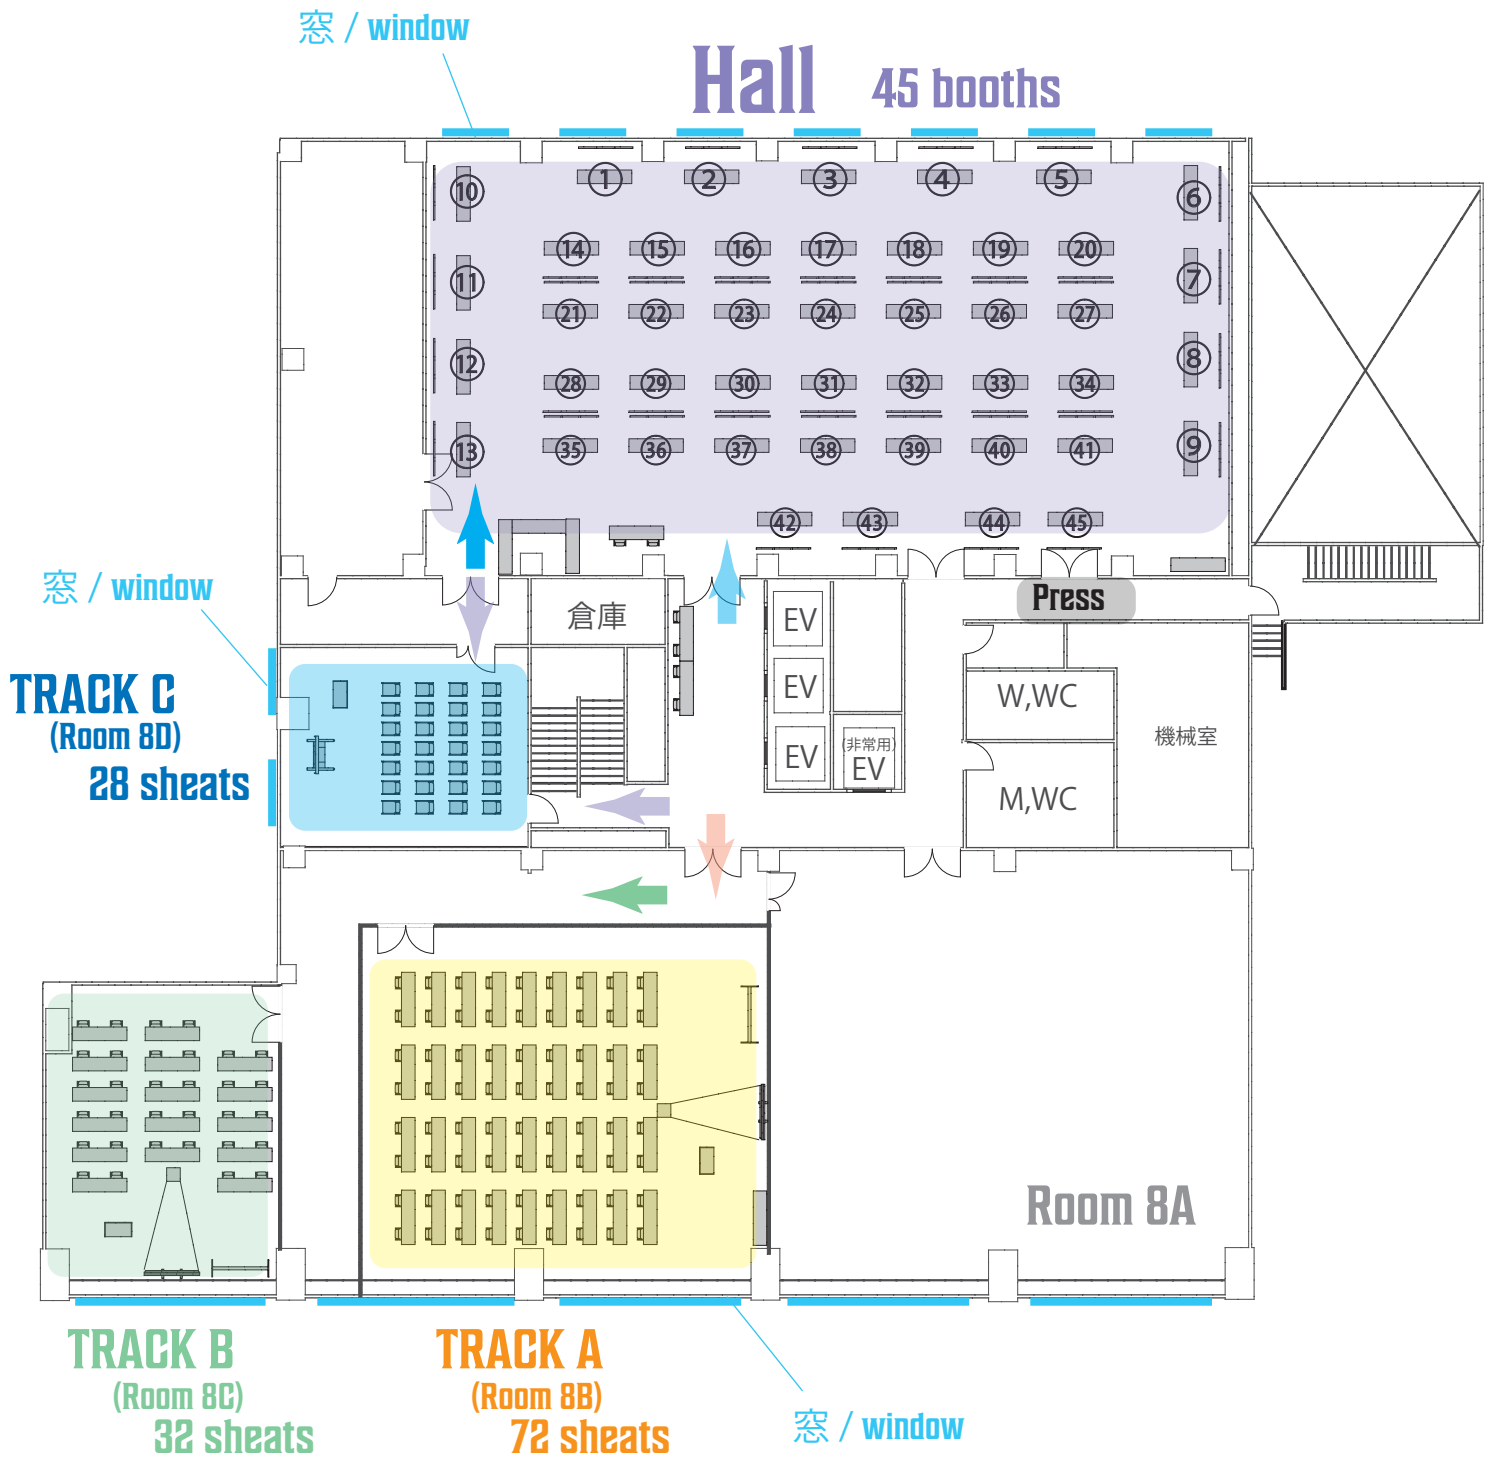 窓 / window
Hall 45 booths
1 2 3 4 5
10 6
14 15 16 17 18 19 20
11 7
21 22 23 24 25 26 27
12 8
28 29 30 31 32 33 34
13 9
35 36 37 38 39 40 41
42 43 44 45
窓 / window
Press
倉庫
EV
EV
EV
(非常用)
EV
W,WC
M,WC
機械室
TRACK C
(Room 8D)
28 sheats
Room 8A
TRACK B
(Room 8C)
32 sheats
TRACK A
(Room 8B)
72 sheats
窓 / window